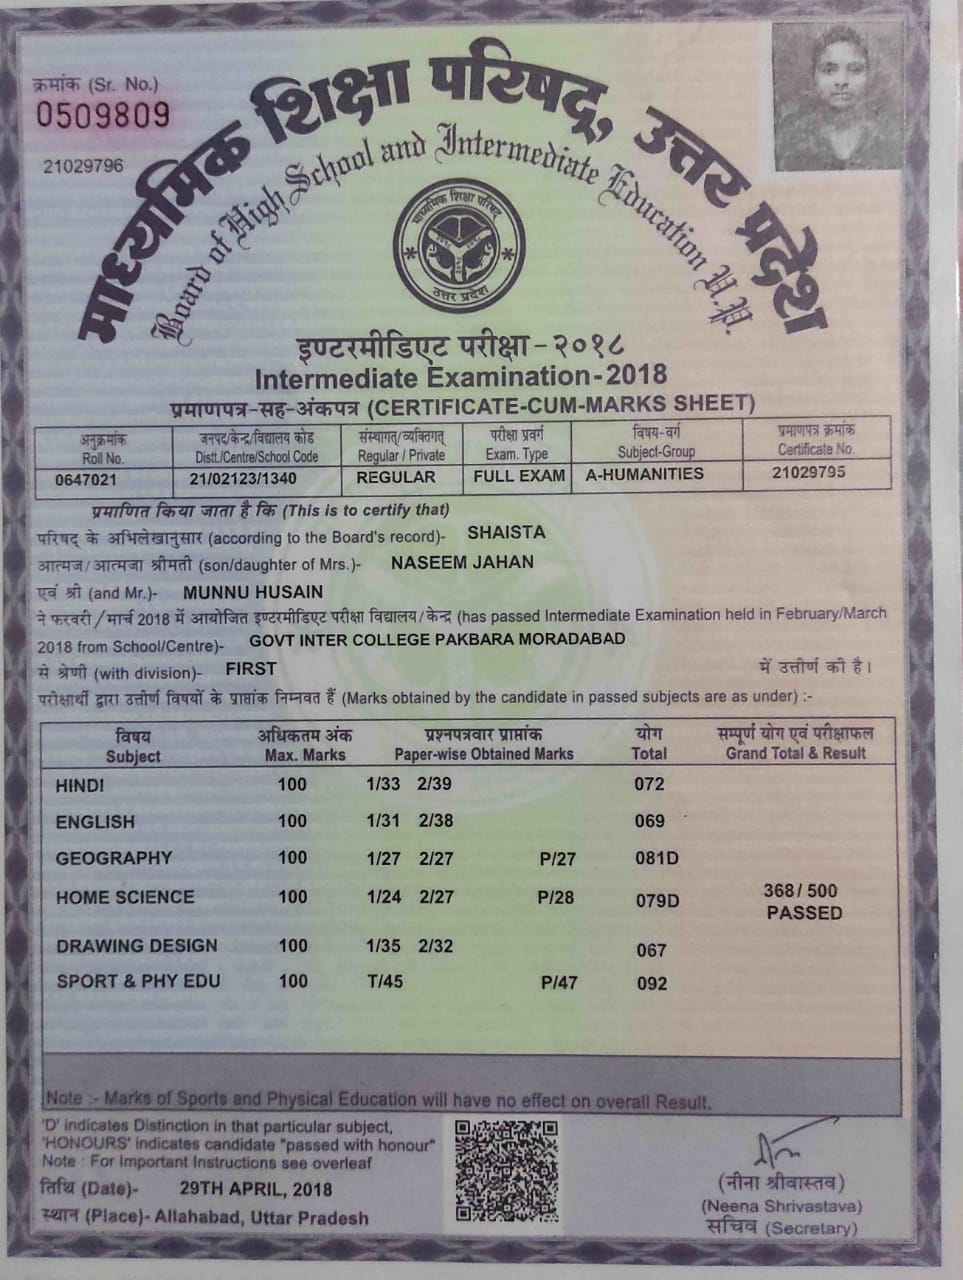 क्रमांक (Sr. No.)
0509809
21029796
माध्यमिक शिक्षा परिषद्, उत्तर प्रदेश
Board of High School and Intermediate Education U.P.
माध्यमिक शिक्षा परिषद
उत्तर प्रदेश
इण्टरमीडिएट परीक्षा-२०१८
Intermediate Examination-2018
प्रमाणपत्र-सह-अंकपत्र (CERTIFICATE-CUM-MARKS SHEET)
अनुक्रमांक जनपद/केन्द्र/विद्यालय कोड संस्थागत/व्यक्तिगत परीक्षा प्रवर्ग विषय-वर्ग प्रमाणपत्र क्रमांक
Roll No. Distt./Centre/School Code Regular / Private Exam. Type Subject-Group Certificate No.
0647021 21/02123/1340 REGULAR FULL EXAM A-HUMANITIES 21029795
प्रमाणित किया जाता है कि (This is to certify that)
परिषद् के अभिलेखानुसार (according to the Board's record)- SHAISTA
आत्मज/आत्मजा श्रीमती (son/daughter of Mrs.)- NASEEM JAHAN
एवं श्री (and Mr.)- MUNNU HUSAIN
ने फरवरी/मार्च 2018 में आयोजित इण्टरमीडिएट परीक्षा विद्यालय/केन्द्र (has passed Intermediate Examination held in February/March
2018 from School/Centre)- GOVT INTER COLLEGE PAKBARA MORADABAD
से श्रेणी (with division)- FIRST में उत्तीर्ण की है।
परीक्षार्थी द्वारा उत्तीर्ण विषयों के प्राप्तांक निम्नवत हैं (Marks obtained by the candidate in passed subjects are as under) :-
विषय अधिकतम अंक प्रश्नपत्रवार प्राप्तांक योग सम्पूर्ण योग एवं परीक्षाफल
Subject Max. Marks Paper-wise Obtained Marks Total Grand Total & Result
HINDI 100 1/33 2/39 072
ENGLISH 100 1/31 2/38 069
GEOGRAPHY 100 1/27 2/27 P/27 081D
HOME SCIENCE 100 1/24 2/27 P/28 079D 368/500
PASSED
DRAWING DESIGN 100 1/35 2/32 067
SPORT & PHY EDU 100 T/45 P/47 092
Note :- Marks of Sports and Physical Education will have no effect on overall Result.
'D' indicates Distinction in that particular subject,
'HONOURS' indicates candidate "passed with honour"
Note : For Important Instructions see overleaf
तिथि (Date)- 29TH APRIL, 2018
स्थान (Place)- Allahabad, Uttar Pradesh
(नीना श्रीवास्तव)
(Neena Shrivastava)
सचिव (Secretary)